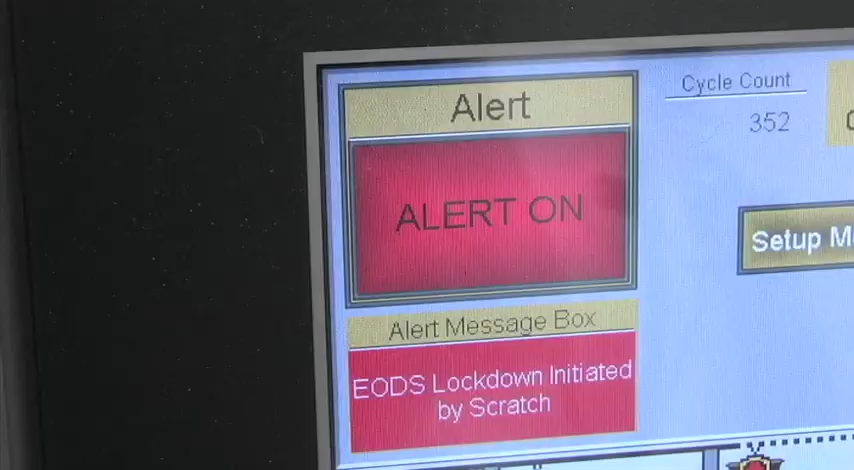 Alert
ALERT ON
Alert Message Box
EODS Lockdown Initiated
by Scratch
Cycle Count
352
Setup